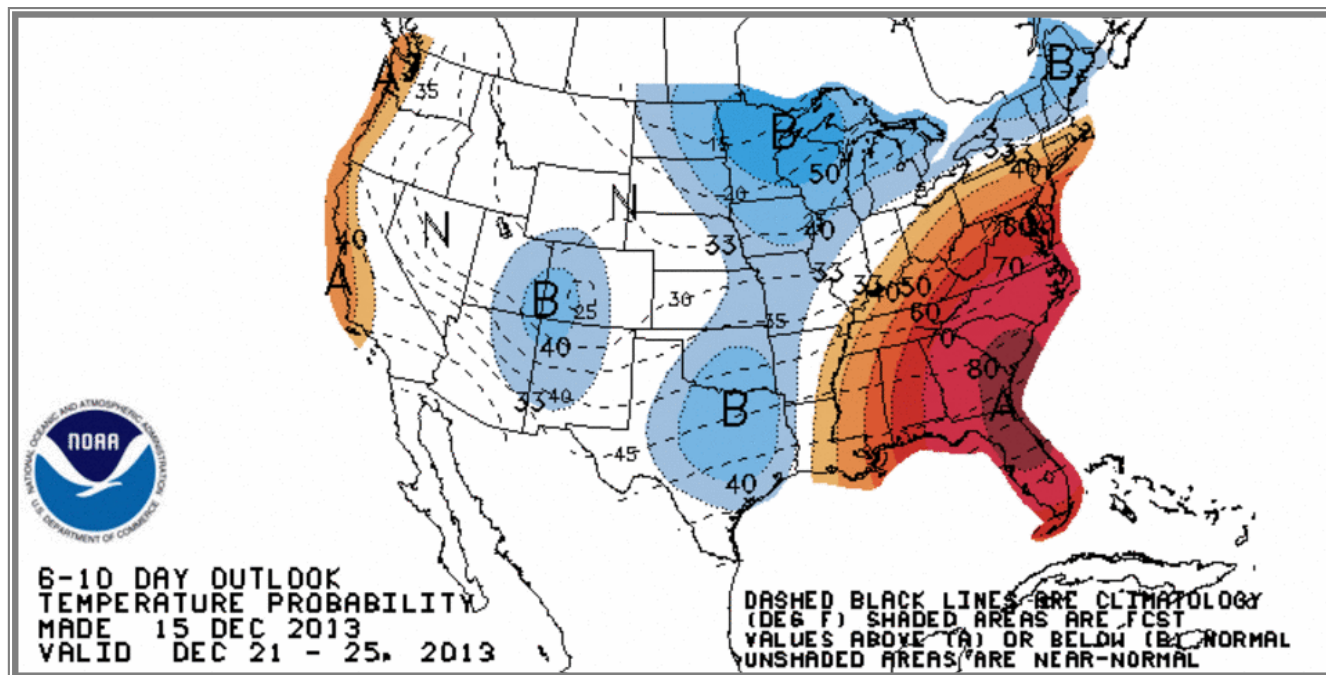 A
35
B
B
15
50
20
N
N
40
33
33
33
40
40
A
60
B
25
30
33
70
33
40
50
60
35
40
80
A
40
33
B
45
40
NOAA
NATIONAL OCEANIC AND ATMOSPHERIC ADMINISTRATION
U.S. DEPARTMENT OF COMMERCE
6-10 DAY OUTLOOK
TEMPERATURE PROBABILITY
MADE 15 DEC 2013
VALID DEC 21 - 25, 2013
DASHED BLACK LINES ARE CLIMATOLOGY
(DEG F) SHADED AREAS ARE FCST
VALUES ABOVE (A) OR BELOW (B) NORMAL
UNSHADED AREAS ARE NEAR-NORMAL